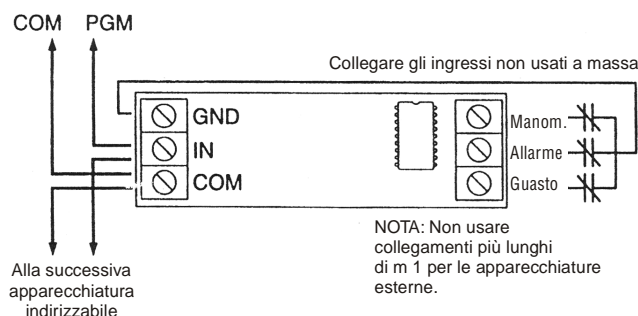 COM PGM
Collegare gli ingressi non usati a massa
GND
IN
COM
Manom.
Allarme
Guasto
NOTA: Non usare
collegamenti più lunghi
di m 1 per le apparecchiature
esterne.
Alla successiva
apparecchiatura
indirizzabile